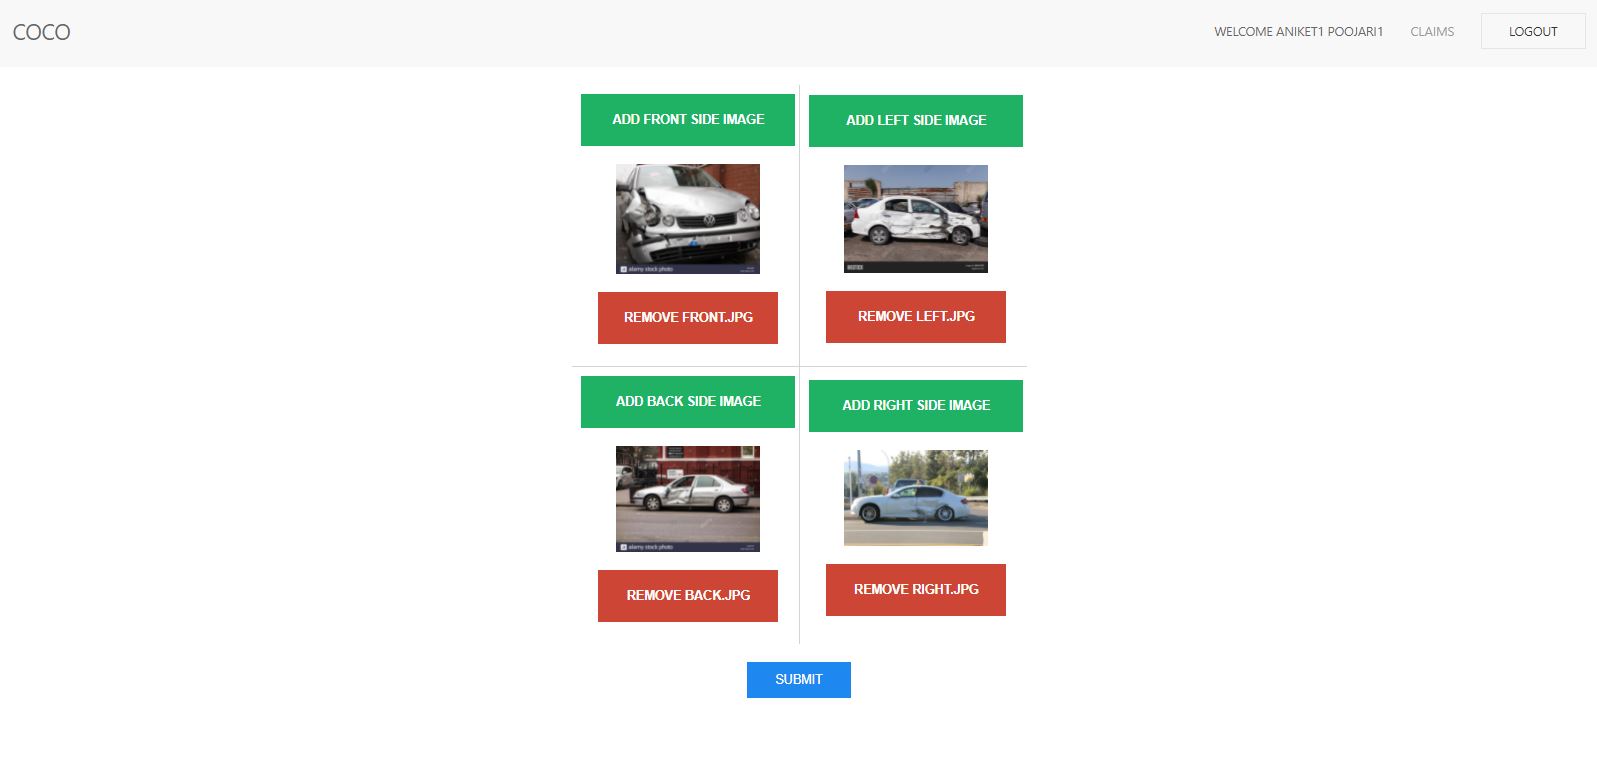 COCO
WELCOME ANIKET1 POOJARI1
CLAIMS
LOGOUT
ADD FRONT SIDE IMAGE
alamy stock photo
REMOVE FRONT.JPG
ADD LEFT SIDE IMAGE
REMOVE LEFT.JPG
ADD BACK SIDE IMAGE
alamy stock photo
REMOVE BACK.JPG
ADD RIGHT SIDE IMAGE
REMOVE RIGHT.JPG
SUBMIT